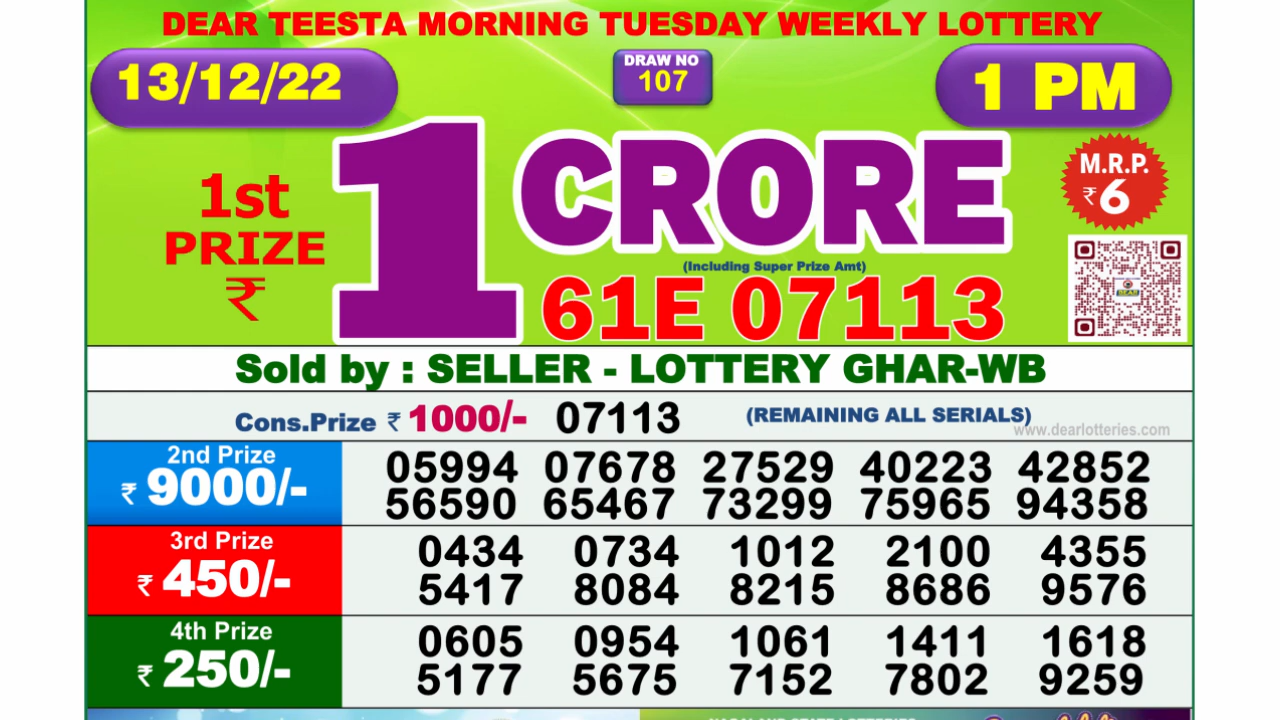 DEAR TEESTA MORNING TUESDAY WEEKLY LOTTERY
13/12/22
DRAW NO
107
1 PM
1st
PRIZE
₹
1 CRORE
M.R.P.
₹6
(Including Super Prize Amt)
61E 07113
DEAR
Sold by : SELLER - LOTTERY GHAR-WB
Cons.Prize ₹ 1000/- 07113 (REMAINING ALL SERIALS)
www.dearlotteries.com
2nd Prize
₹ 9000/-
05994 07678 27529 40223 42852
56590 65467 73299 75965 94358
3rd Prize
₹ 450/-
0434 0734 1012 2100 4355
5417 8084 8215 8686 9576
4th Prize
₹ 250/-
0605 0954 1061 1411 1618
5177 5675 7152 7802 9259